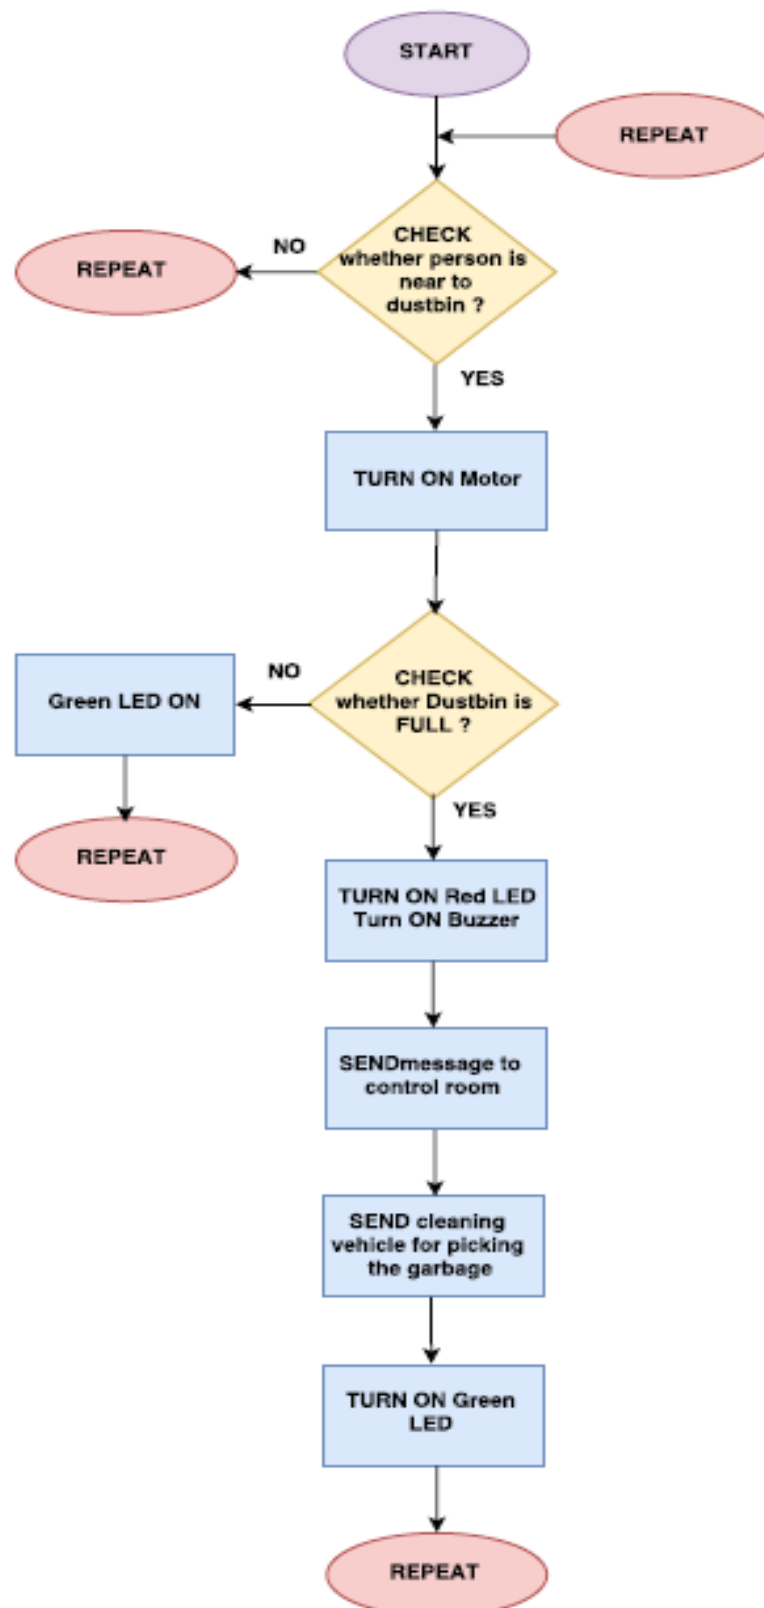 START
REPEAT
CHECK
whether person is
near to
dustbin ?
NO
REPEAT
YES
TURN ON Motor
CHECK
whether Dustbin is
FULL ?
NO
Green LED ON
REPEAT
YES
TURN ON Red LED
Turn ON Buzzer
SENDmessage to
control room
SEND cleaning
vehicle for picking
the garbage
TURN ON Green
LED
REPEAT